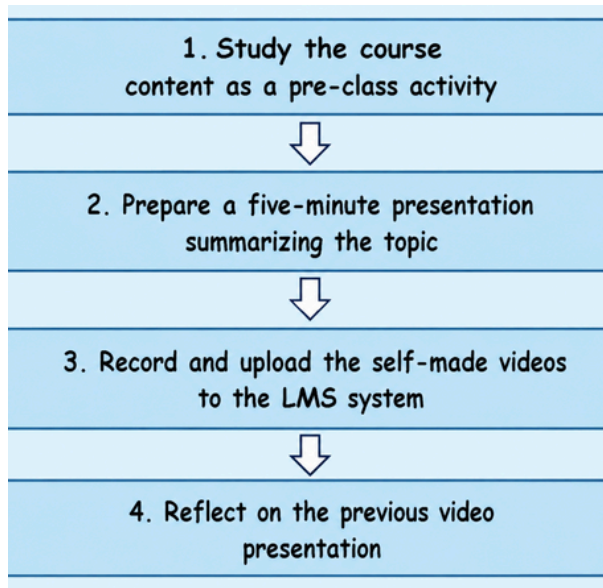 1. Study the course
content as a pre-class activity
2. Prepare a five-minute presentation
summarizing the topic
3. Record and upload the self-made videos
to the LMS system
4. Reflect on the previous video
presentation